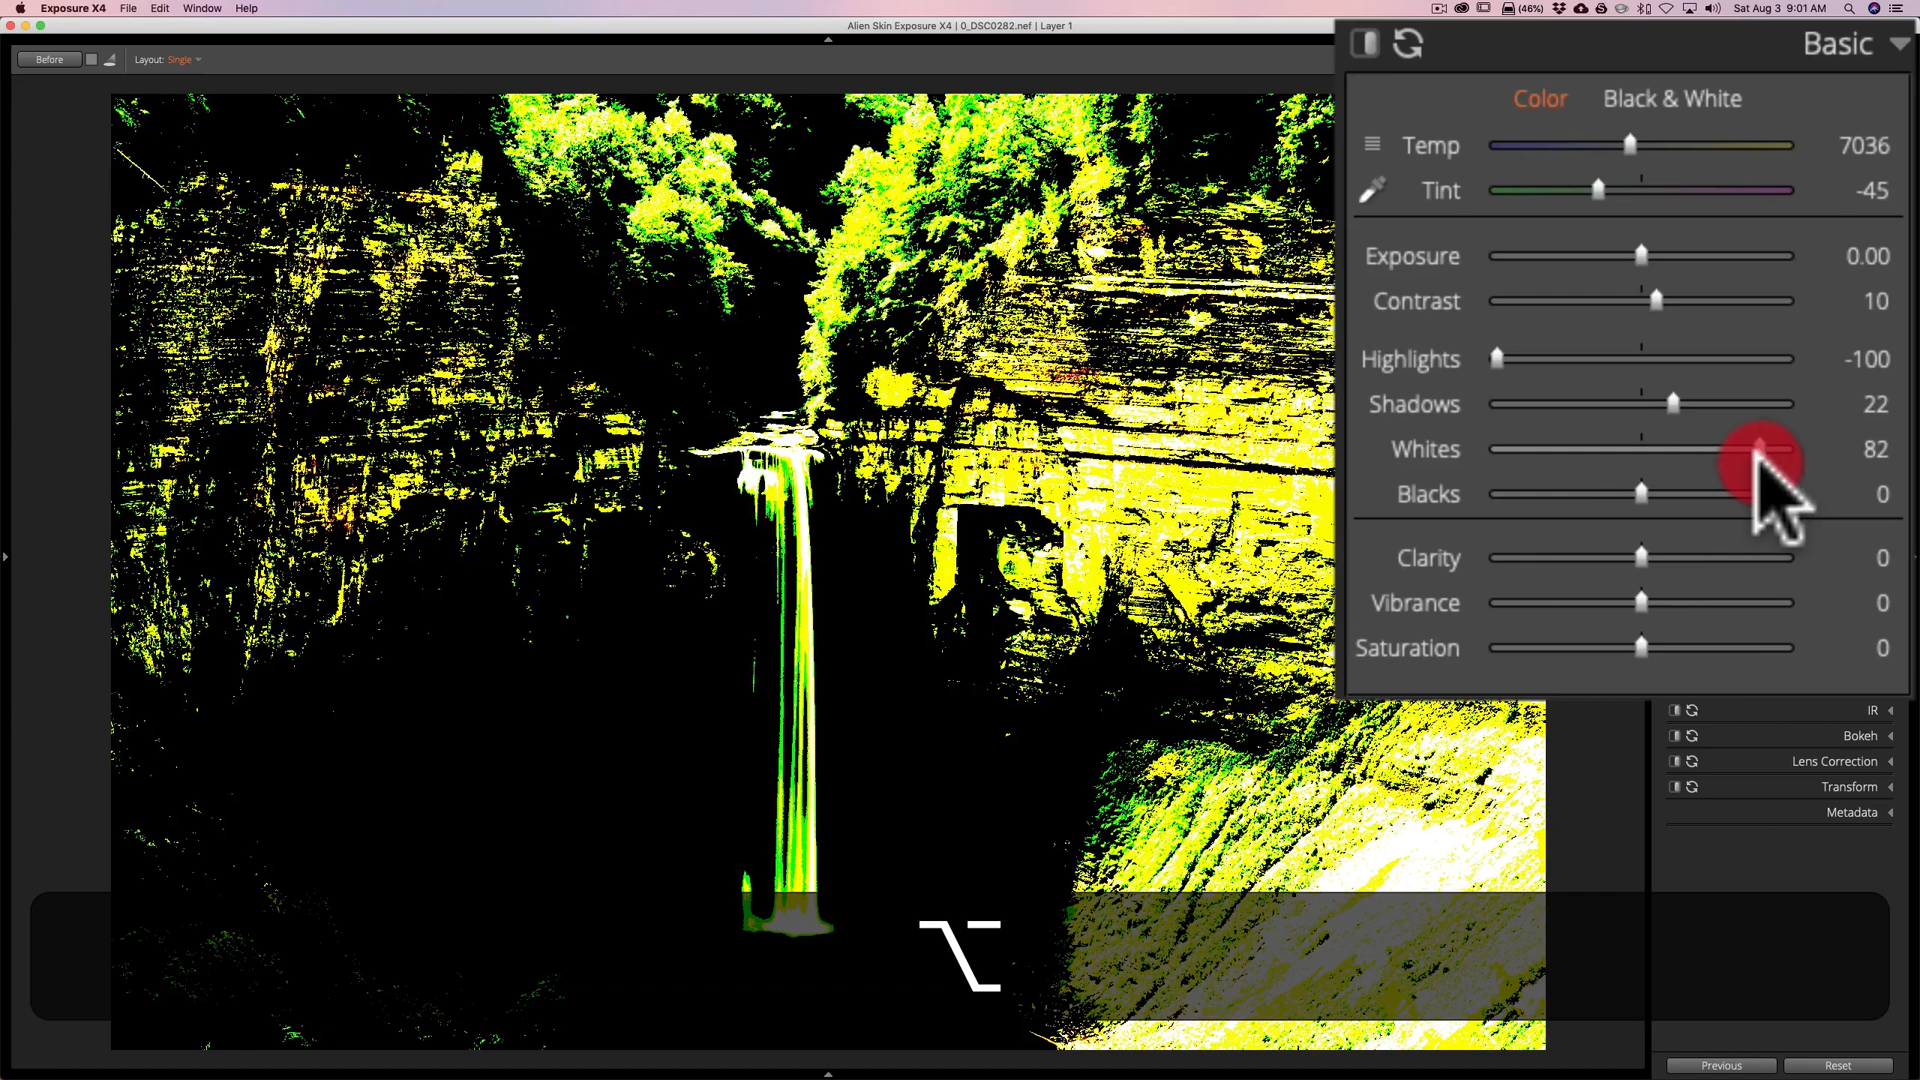 Exposure X4 File Edit Window Help
(46%) Sat Aug 3 9:01 AM
Alien Skin Exposure X4 | 0_DSC0282.nef | Layer 1
Before Layout: Single
Basic
Color Black & White
Temp 7036
Tint -45
Exposure 0.00
Contrast 10
Highlights -100
Shadows 22
Whites 82
Blacks 0
Clarity 0
Vibrance 0
Saturation 0
IR
Bokeh
Lens Correction
Transform
Metadata
⌥
Previous Reset